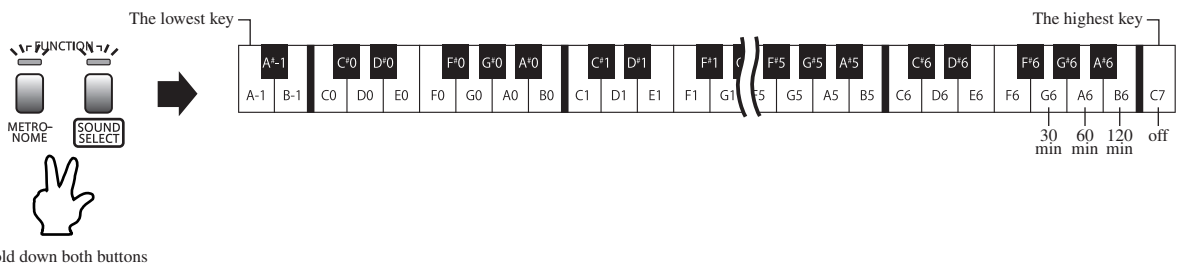 The lowest key
The highest key
FUNCTION
A#-1 C#0 D#0 F#0 G#0 A#0 C#1 D#1 F#1 F#5 G#5 A#5 C#6 D#6 F#6 G#6 A#6
A-1 B-1 C0 D0 E0 F0 G0 A0 B0 C1 D1 E1 F1 G1 F5 G5 A5 B5 C6 D6 E6 F6 G6 A6 B6 C7
METRO-
NOME
SOUND
SELECT
30
min
60
min
120
min
off
old down both buttons